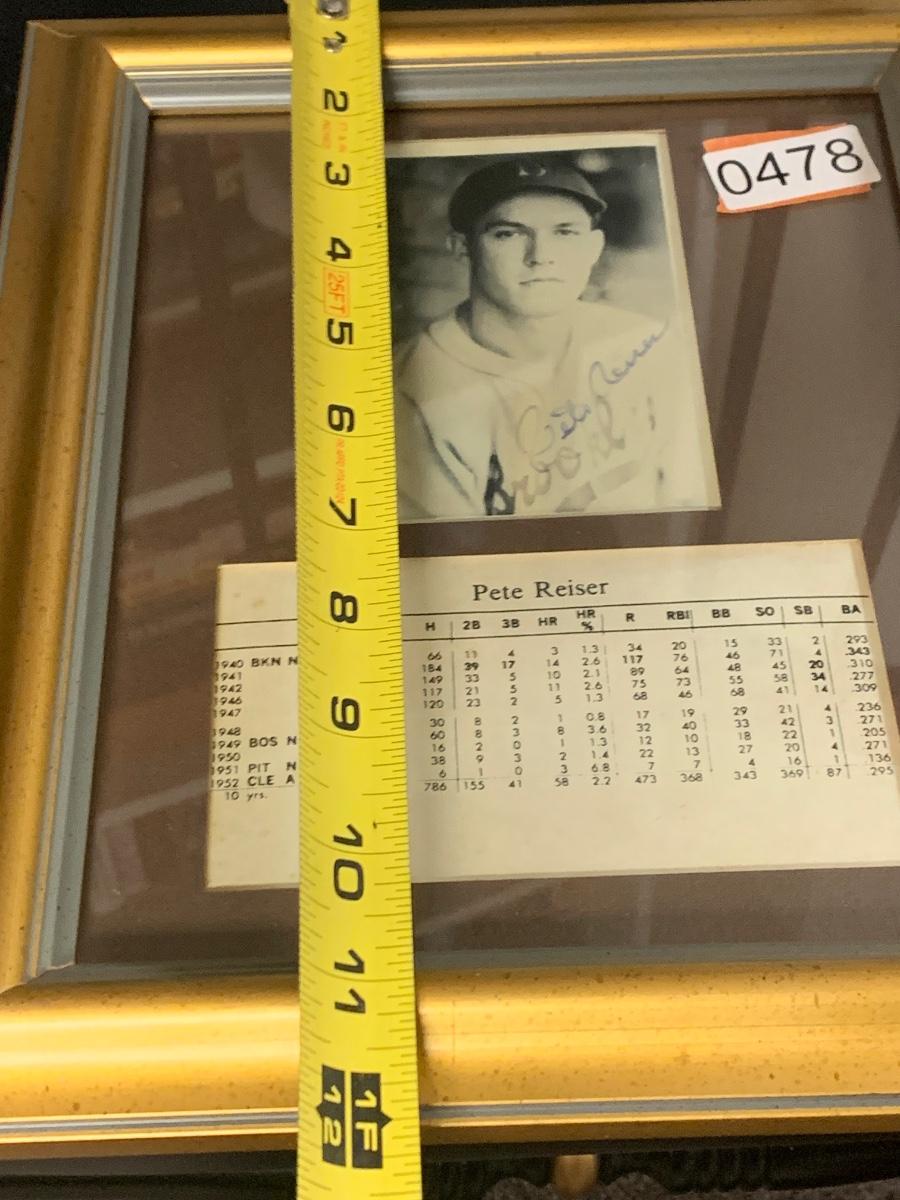 0478
1
2
3
4
25FT
5
6
7
8
9
10
11
1F
12
Pete Reiser
Brookl
Pete Reiser
H 2B 3B HR HR % R RBI BB SO SB BA
1940 BKN N 66 11 4 3 1.3 34 20 15 33 2 .293
1941 184 39 17 14 2.6 117 76 46 71 4 .343
1942 149 33 5 10 2.1 89 64 48 45 20 .310
1946 117 21 5 11 2.6 75 73 55 58 34 .277
1947 120 23 2 5 1.3 68 46 68 41 14 .309
1948 30 8 2 1 0.8 17 19 29 21 4 .236
1949 BOS N 60 8 3 8 3.6 32 40 33 42 3 .271
1950 16 2 0 1 1.3 12 10 18 22 1 .205
1951 PIT N 38 9 3 2 1.4 22 13 27 20 4 .271
1952 CLE A 6 1 0 3 6.8 7 7 4 16 1 .136
10 yrs. 786 155 41 58 2.2 473 368 343 369 87 .295